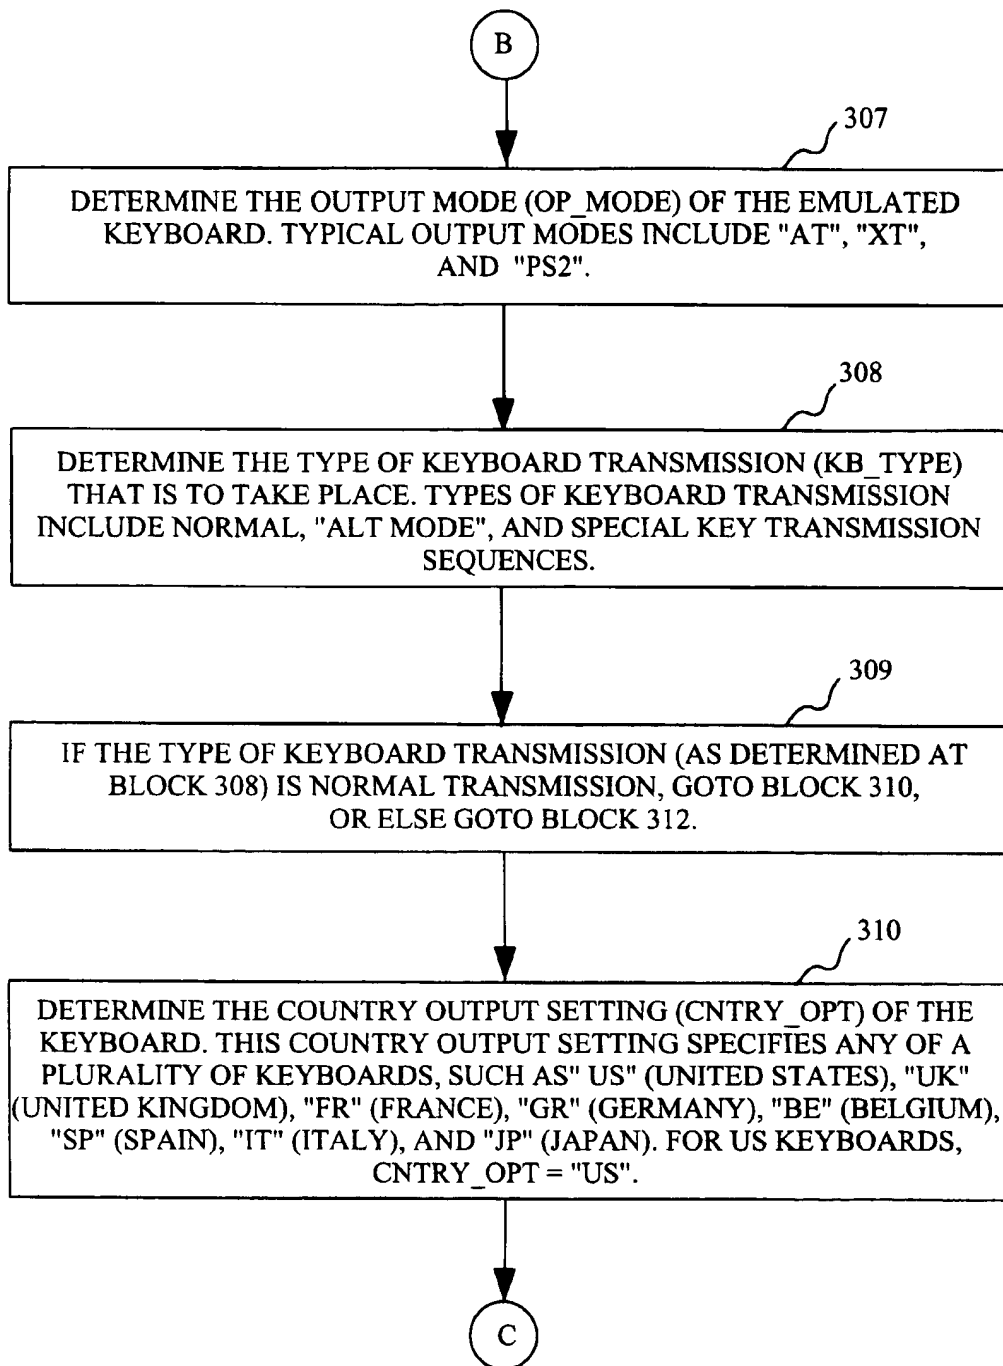 B
307
DETERMINE THE OUTPUT MODE (OP_MODE) OF THE EMULATED
KEYBOARD. TYPICAL OUTPUT MODES INCLUDE "AT", "XT",
AND "PS2".
308
DETERMINE THE TYPE OF KEYBOARD TRANSMISSION (KB_TYPE)
THAT IS TO TAKE PLACE. TYPES OF KEYBOARD TRANSMISSION
INCLUDE NORMAL, "ALT MODE", AND SPECIAL KEY TRANSMISSION
SEQUENCES.
309
IF THE TYPE OF KEYBOARD TRANSMISSION (AS DETERMINED AT
BLOCK 308) IS NORMAL TRANSMISSION, GOTO BLOCK 310,
OR ELSE GOTO BLOCK 312.
310
DETERMINE THE COUNTRY OUTPUT SETTING (CNTRY_OPT) OF THE
KEYBOARD. THIS COUNTRY OUTPUT SETTING SPECIFIES ANY OF A
PLURALITY OF KEYBOARDS, SUCH AS" US" (UNITED STATES), "UK"
(UNITED KINGDOM), "FR" (FRANCE), "GR" (GERMANY), "BE" (BELGIUM),
"SP" (SPAIN), "IT" (ITALY), AND "JP" (JAPAN). FOR US KEYBOARDS,
CNTRY_OPT = "US".
C